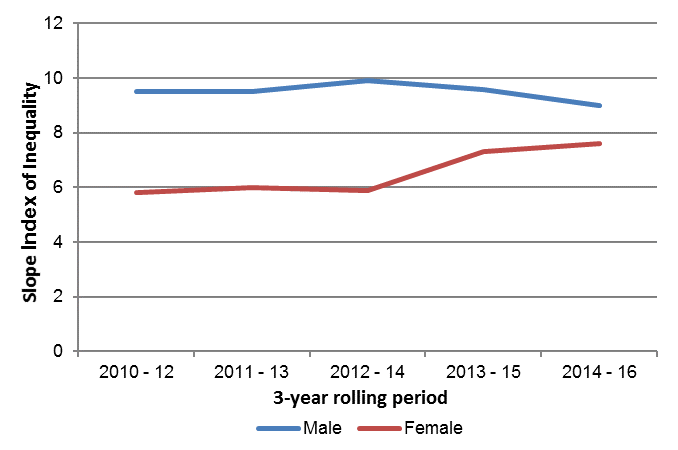 12
10
8
6
4
2
0
Slope Index of Inequality
2010 - 12 2011 - 13 2012 - 14 2013 - 15 2014 - 16
3-year rolling period
Male Female